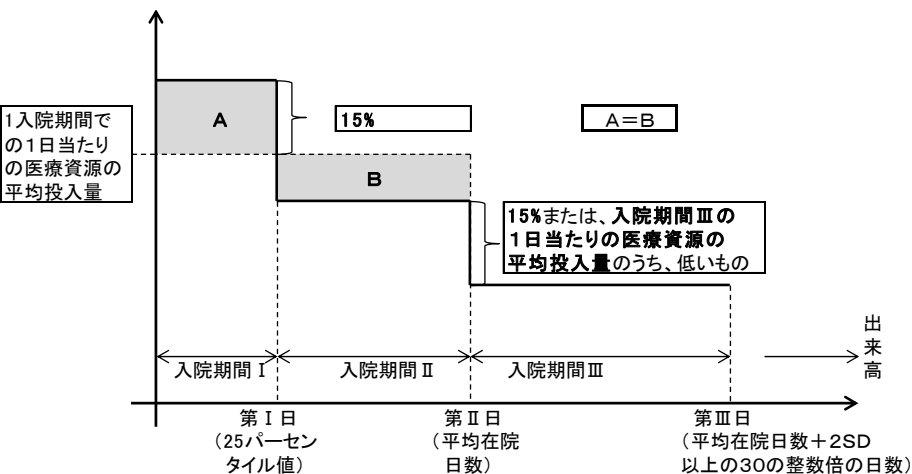 1入院期間で
の1日当たり
の医療資源の
平均投入量
A
15%
A=B
B
15%または、入院期間Ⅲの
1日当たりの医療資源の
平均投入量のうち、低いもの
入院期間Ⅰ
入院期間Ⅱ
入院期間Ⅲ
出
来
高
第Ⅰ日
(25パーセン
タイル値)
第Ⅱ日
(平均在院
日数)
第Ⅲ日
(平均在院日数+2SD
以上の30の整数倍の日数)